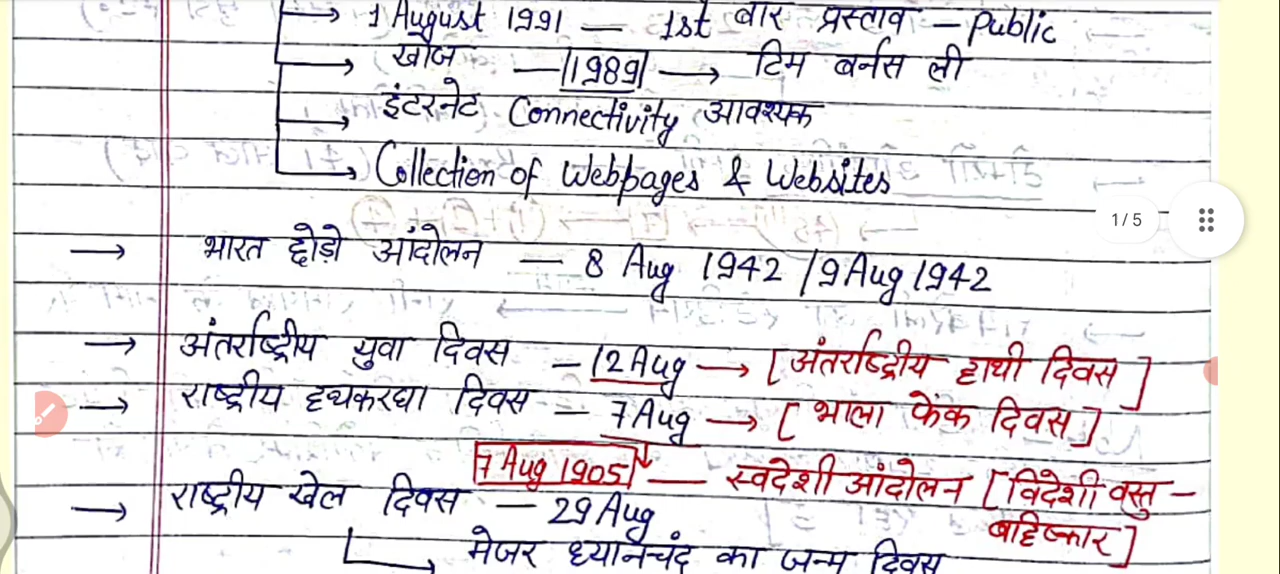 → 1 August 1991 — 1st बार प्रस्ताव — Public
→ खोज — |1989| → टिम बर्नस ली
→ इंटरनेट Connectivity आवश्यक
→ Collection of Webpages & Websites
1 / 5
→ भारत छोड़ो आंदोलन — 8 Aug 1942 / 9 Aug 1942
→ अंतर्राष्ट्रीय युवा दिवस — 12 Aug → [अंतर्राष्ट्रीय हाथी दिवस]
→ राष्ट्रीय हथकरघा दिवस — 7 Aug → [भाला फेंक दिवस]
7 Aug 1905 — स्वदेशी आंदोलन [विदेशी वस्तु -
बहिष्कार]
→ राष्ट्रीय खेल दिवस — 29 Aug
→ मेजर ध्यानचंद का जन्म दिवस